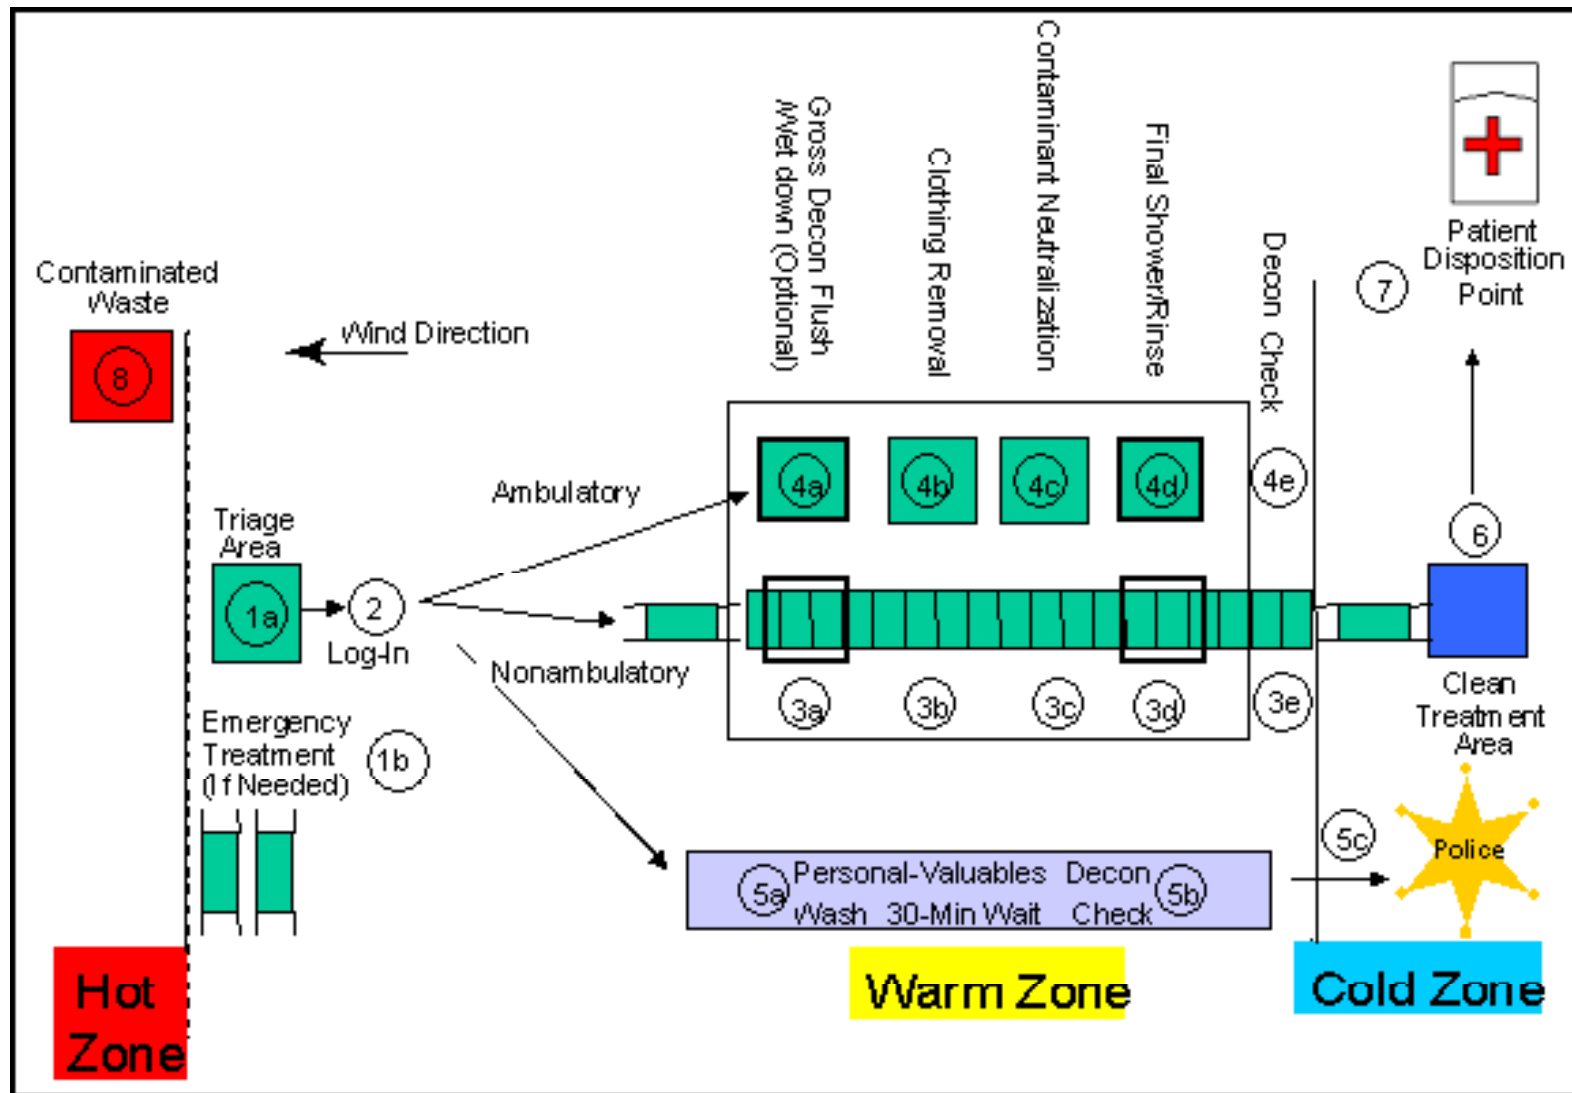 Gross Decon Flush
/Wet down (Optional)
Clothing Removal
Contaminant Neutralization
Final Shower/Rinse
Decon Check
Patient
Disposition
Point
7
Contaminated
Waste
8
Wind Direction
Ambulatory
4a
4b
4c
4d
4e
6
Triage
Area
1a
2
Log-In
Nonambulatory
3a
3b
3c
3d
3e
Clean
Treatment
Area
Emergency
Treatment
(If Needed)
1b
5a
Personal-Valuables Decon
Wash 30-Min Wait Check
5b
5c
Police
Hot
Zone
Warm Zone
Cold Zone